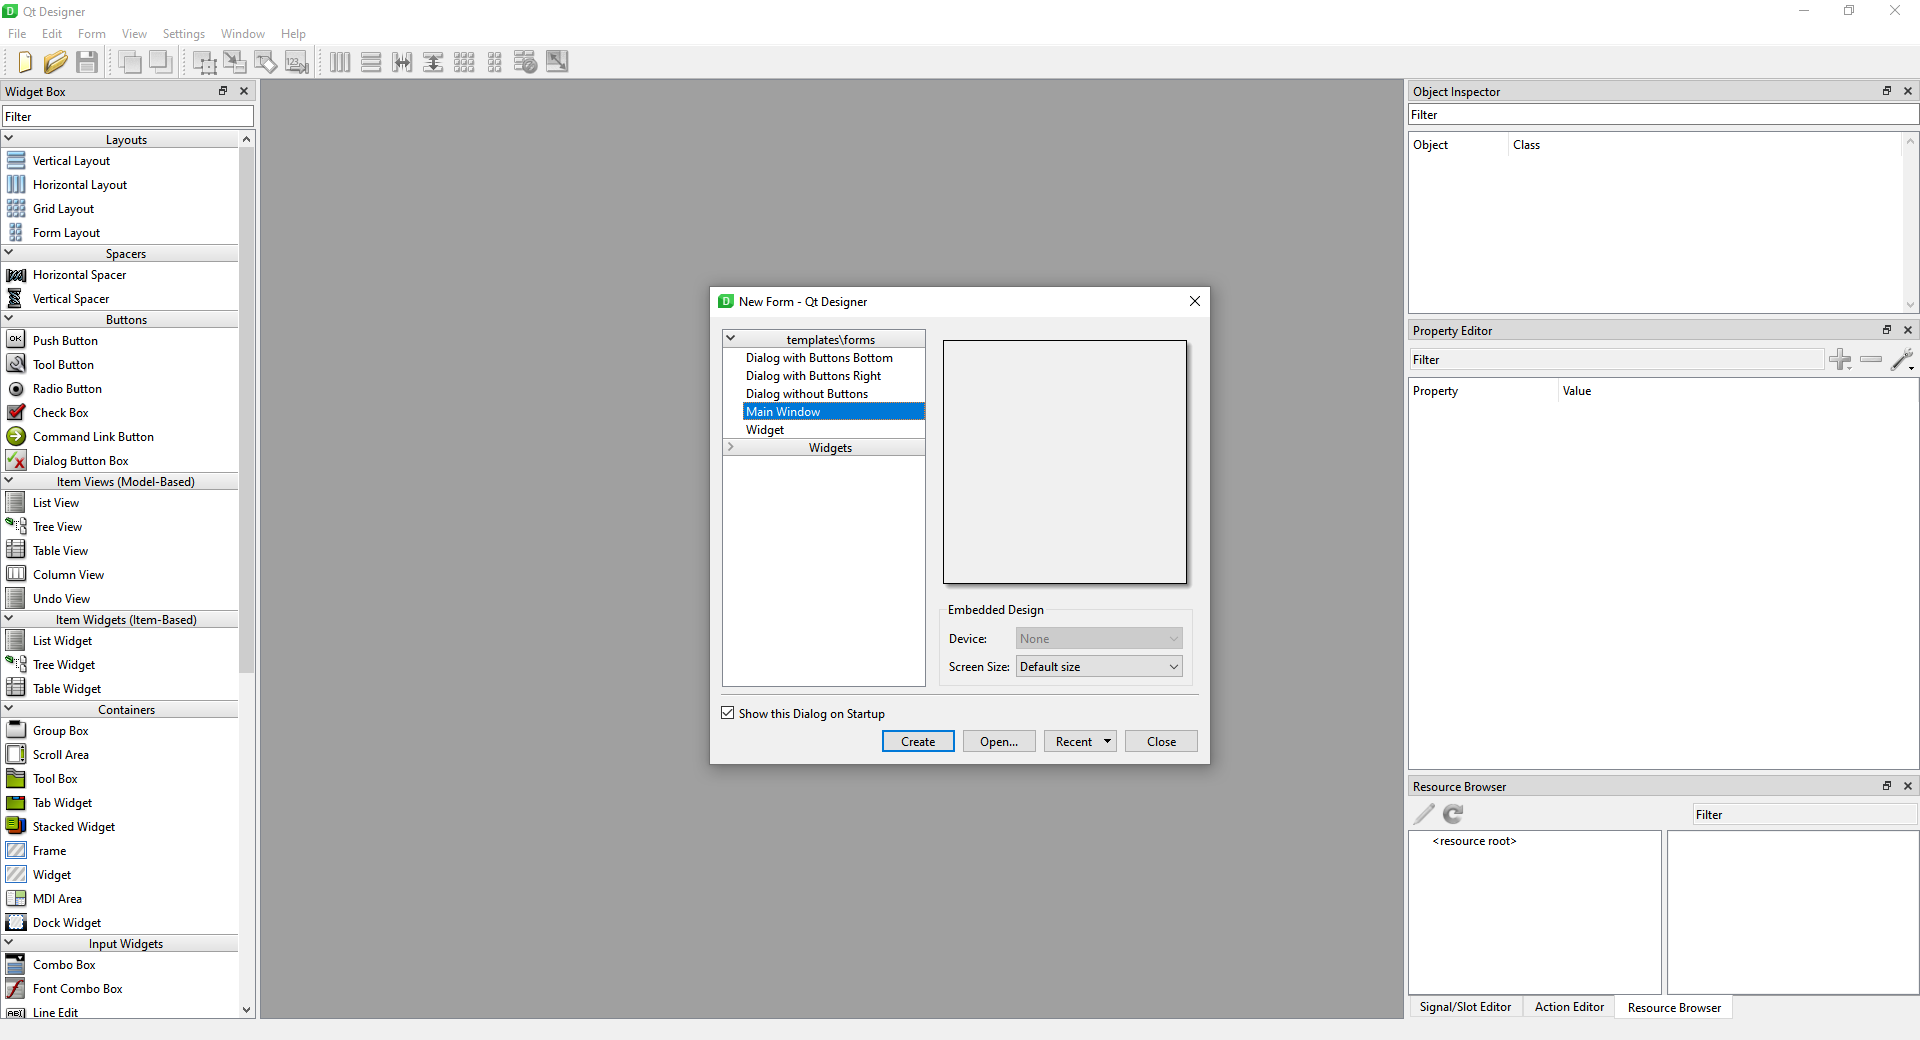 Qt Designer
File Edit Form View Settings Window Help
Widget Box
Filter
Layouts
Vertical Layout
Horizontal Layout
Grid Layout
Form Layout
Spacers
Horizontal Spacer
Vertical Spacer
Buttons
OK Push Button
Tool Button
Radio Button
Check Box
Command Link Button
Dialog Button Box
Item Views (Model-Based)
List View
Tree View
Table View
Column View
Undo View
Item Widgets (Item-Based)
List Widget
Tree Widget
Table Widget
Containers
Group Box
Scroll Area
Tool Box
Tab Widget
Stacked Widget
Frame
Widget
MDI Area
Dock Widget
Input Widgets
Combo Box
Font Combo Box
Line Edit
New Form - Qt Designer
templates\forms
Dialog with Buttons Bottom
Dialog with Buttons Right
Dialog without Buttons
Main Window
Widget
Widgets
Embedded Design
Device: None
Screen Size: Default size
Show this Dialog on Startup
Create Open... Recent Close
Object Inspector
Filter
Object Class
Property Editor
Filter
Property Value
Resource Browser
Filter
<resource root>
Signal/Slot Editor Action Editor Resource Browser